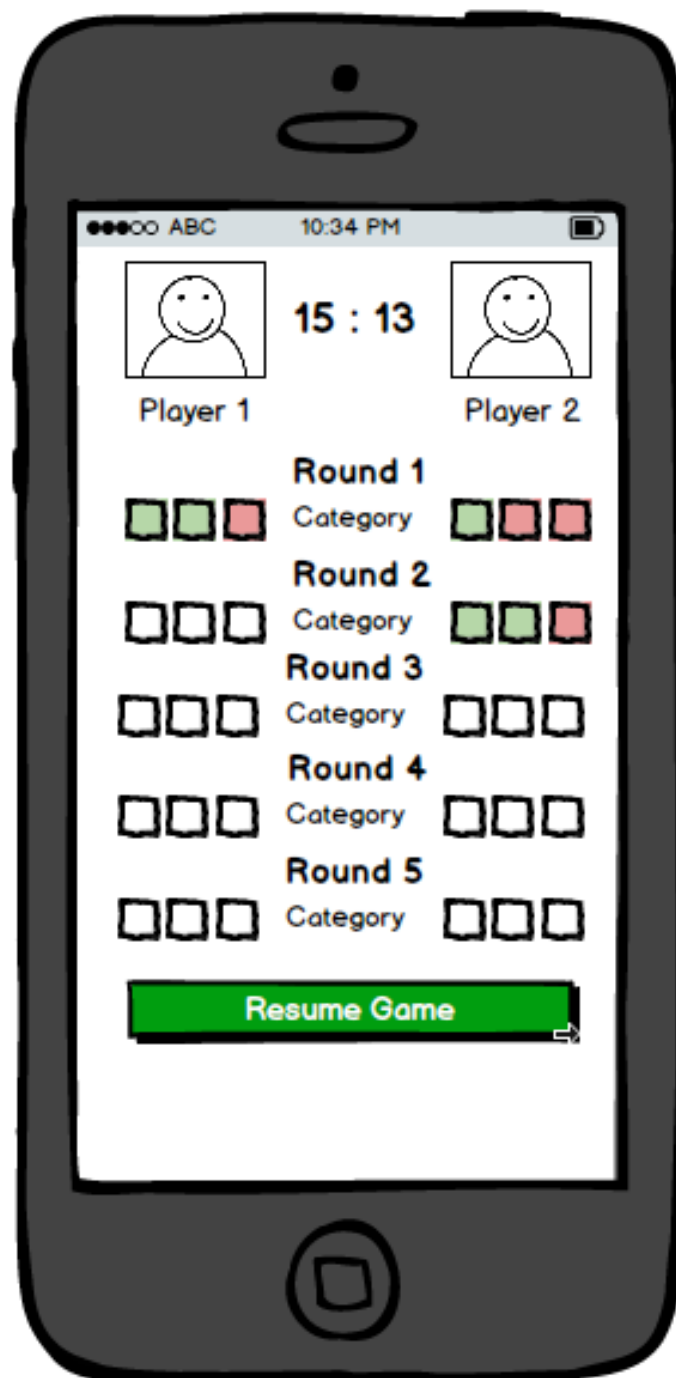 ABC 10:34 PM
15 : 13
Player 1 Player 2
Round 1
Category
Round 2
Category
Round 3
Category
Round 4
Category
Round 5
Category
Resume Game